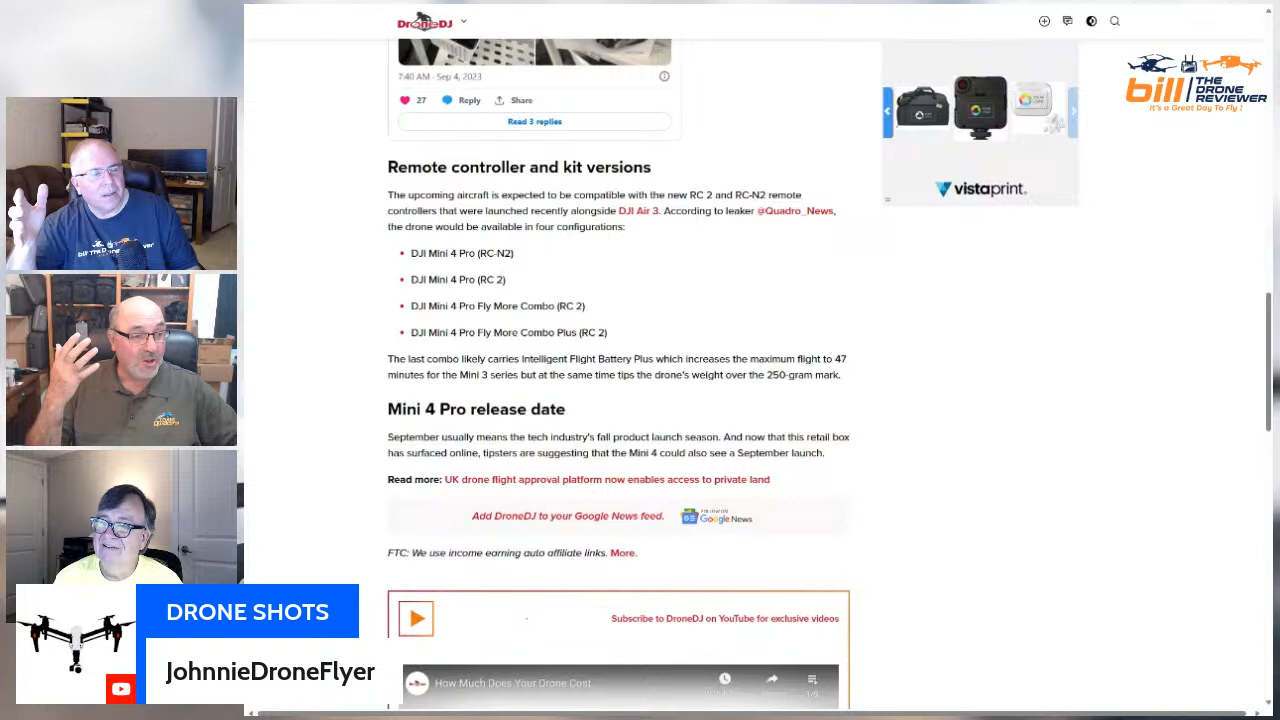 DroneDJ
bill THE DRONE REVIEWER
It's a Great Day To Fly !
7:40 AM · Sep 4, 2023
27 Reply Share
Read 3 replies
vistaprint.
Remote controller and kit versions
The upcoming aircraft is expected to be compatible with the new RC 2 and RC-N2 remote
controllers that were launched recently alongside DJI Air 3. According to leaker @Quadro_News,
the drone would be available in four configurations:
• DJI Mini 4 Pro (RC-N2)
• DJI Mini 4 Pro (RC 2)
• DJI Mini 4 Pro Fly More Combo (RC 2)
• DJI Mini 4 Pro Fly More Combo Plus (RC 2)
The last combo likely carries Intelligent Flight Battery Plus which increases the maximum flight to 47
minutes for the Mini 3 series but at the same time tips the drone's weight over the 250-gram mark.
Mini 4 Pro release date
September usually means the tech industry's fall product launch season. And now that this retail box
has surfaced online, tipsters are suggesting that the Mini 4 could also see a September launch.
Read more: UK drone flight approval platform now enables access to private land
Add DroneDJ to your Google News feed.
FOLLOW ON
Google News
FTC: We use income earning auto affiliate links. More.
Subscribe to DroneDJ on YouTube for exclusive videos
How Much Does Your Drone Cost
DRONE SHOTS
JohnnieDroneFlyer